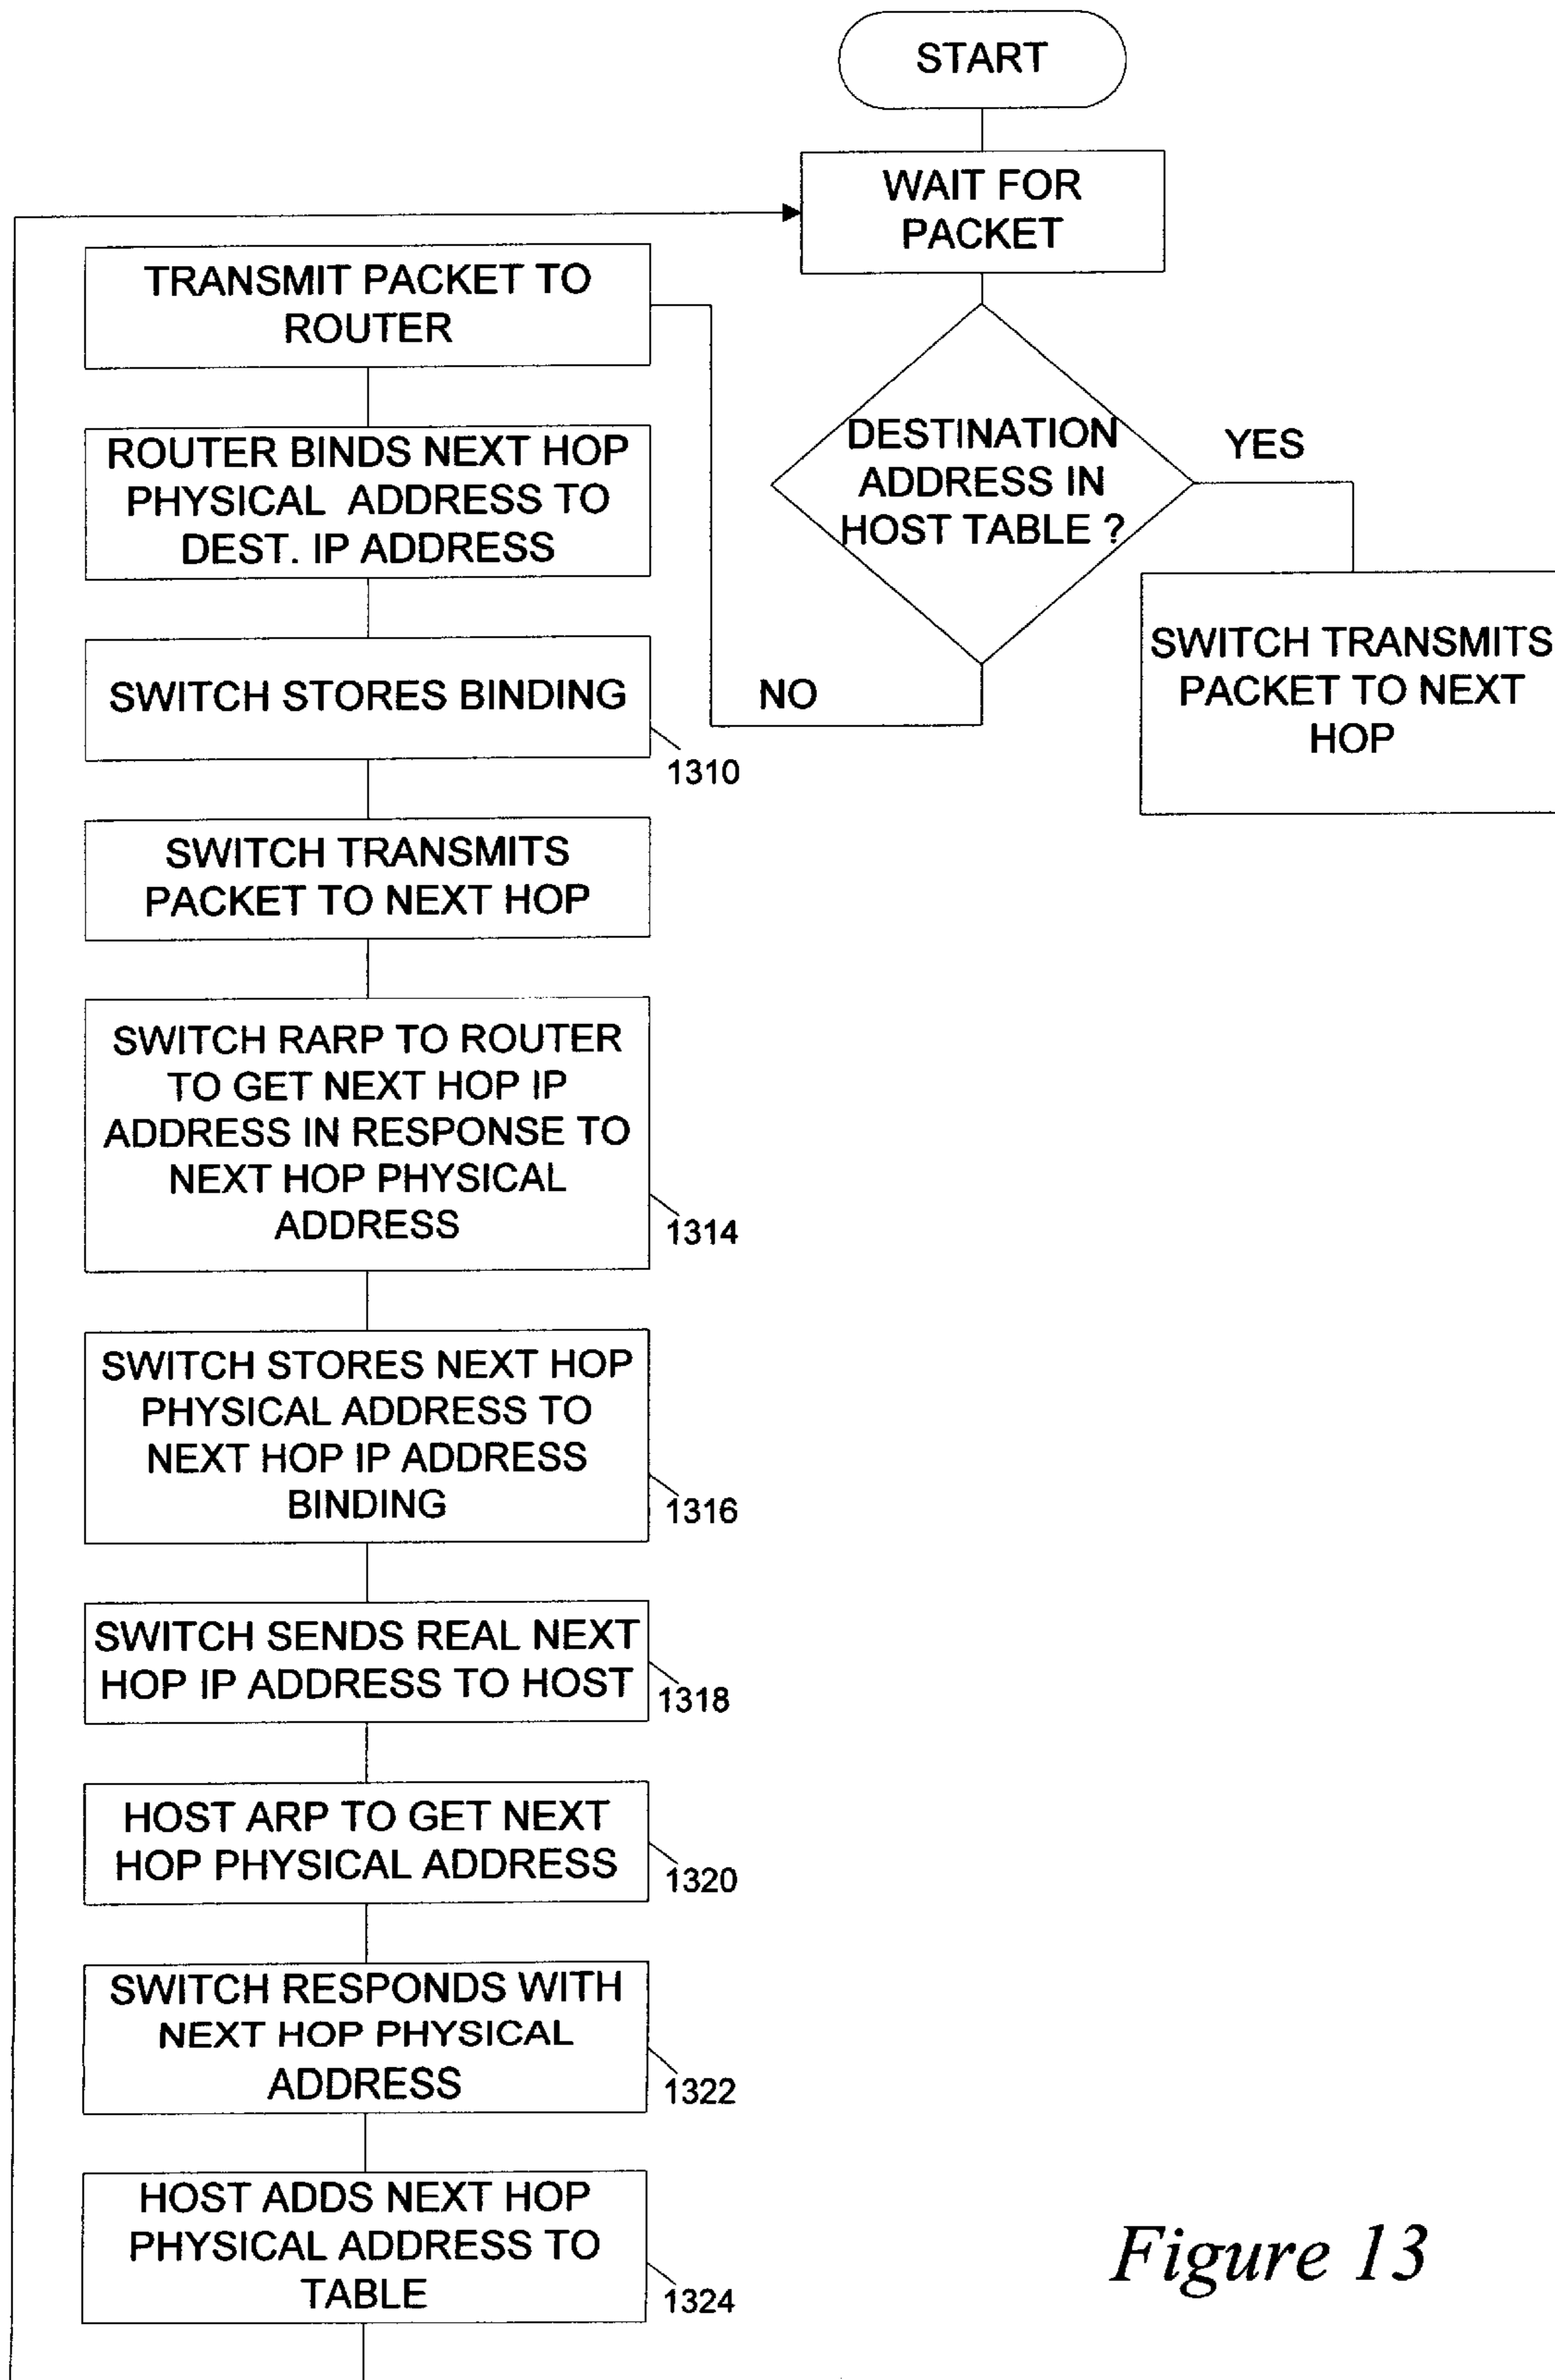 START
WAIT FOR
PACKET
DESTINATION
ADDRESS IN
HOST TABLE ?
YES
SWITCH TRANSMITS
PACKET TO NEXT
HOP
NO
TRANSMIT PACKET TO
ROUTER
ROUTER BINDS NEXT HOP
PHYSICAL ADDRESS TO
DEST. IP ADDRESS
SWITCH STORES BINDING
1310
SWITCH TRANSMITS
PACKET TO NEXT HOP
SWITCH RARP TO ROUTER
TO GET NEXT HOP IP
ADDRESS IN RESPONSE TO
NEXT HOP PHYSICAL
ADDRESS
1314
SWITCH STORES NEXT HOP
PHYSICAL ADDRESS TO
NEXT HOP IP ADDRESS
BINDING
1316
SWITCH SENDS REAL NEXT
HOP IP ADDRESS TO HOST
1318
HOST ARP TO GET NEXT
HOP PHYSICAL ADDRESS
1320
SWITCH RESPONDS WITH
NEXT HOP PHYSICAL
ADDRESS
1322
HOST ADDS NEXT HOP
PHYSICAL ADDRESS TO
TABLE
1324
Figure 13